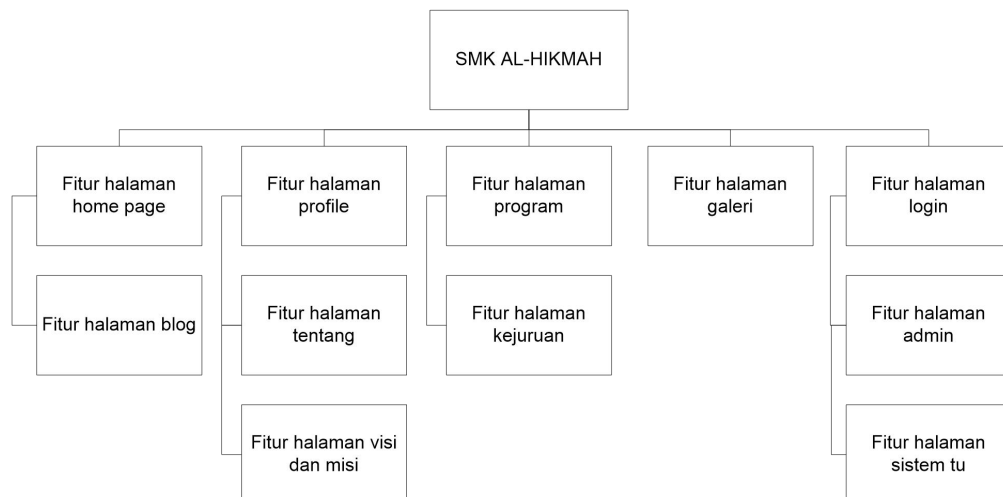 SMK AL-HIKMAH
Fitur halaman
home page
Fitur halaman
profile
Fitur halaman
program
Fitur halaman
galeri
Fitur halaman
login
Fitur halaman blog
Fitur halaman
tentang
Fitur halaman
kejuruan
Fitur halaman
admin
Fitur halaman visi
dan misi
Fitur halaman
sistem tu